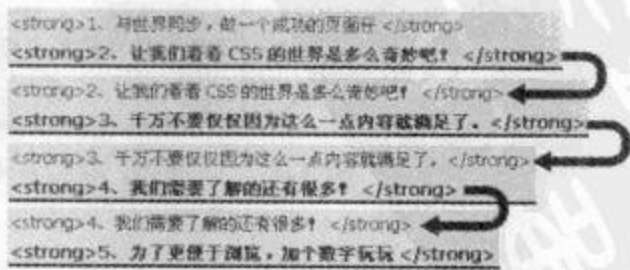 <strong>1、与世界同步，做一个成功的页面仔 </strong>
<strong>2、让我们看看 CSS 的世界是多么奇妙吧！ </strong>
<strong>2、让我们看看 CSS 的世界是多么奇妙吧！ </strong>
<strong>3、千万不要仅仅因为这么一点内容就满足了。</strong>
<strong>3、千万不要仅仅因为这么一点内容就满足了。</strong>
<strong>4、我们需要了解的还有很多！ </strong>
<strong>4、我们需要了解的还有很多！ </strong>
<strong>5、为了更便于浏览，加个数字玩玩 </strong>